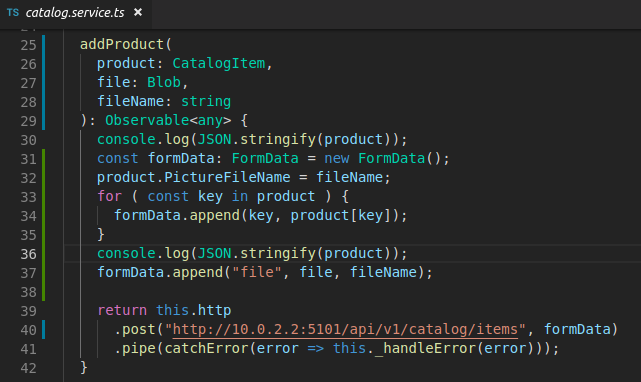 TS catalog.service.ts ×
25 addProduct(
26 product: CatalogItem,
27 file: Blob,
28 fileName: string
29 ): Observable<any> {
30 console.log(JSON.stringify(product));
31 const formData: FormData = new FormData();
32 product.PictureFileName = fileName;
33 for ( const key in product ) {
34 formData.append(key, product[key]);
35 }
36 console.log(JSON.stringify(product));
37 formData.append("file", file, fileName);
38
39 return this.http
40 .post("http://10.0.2.2:5101/api/v1/catalog/items", formData)
41 .pipe(catchError(error => this._handleError(error)));
42 }